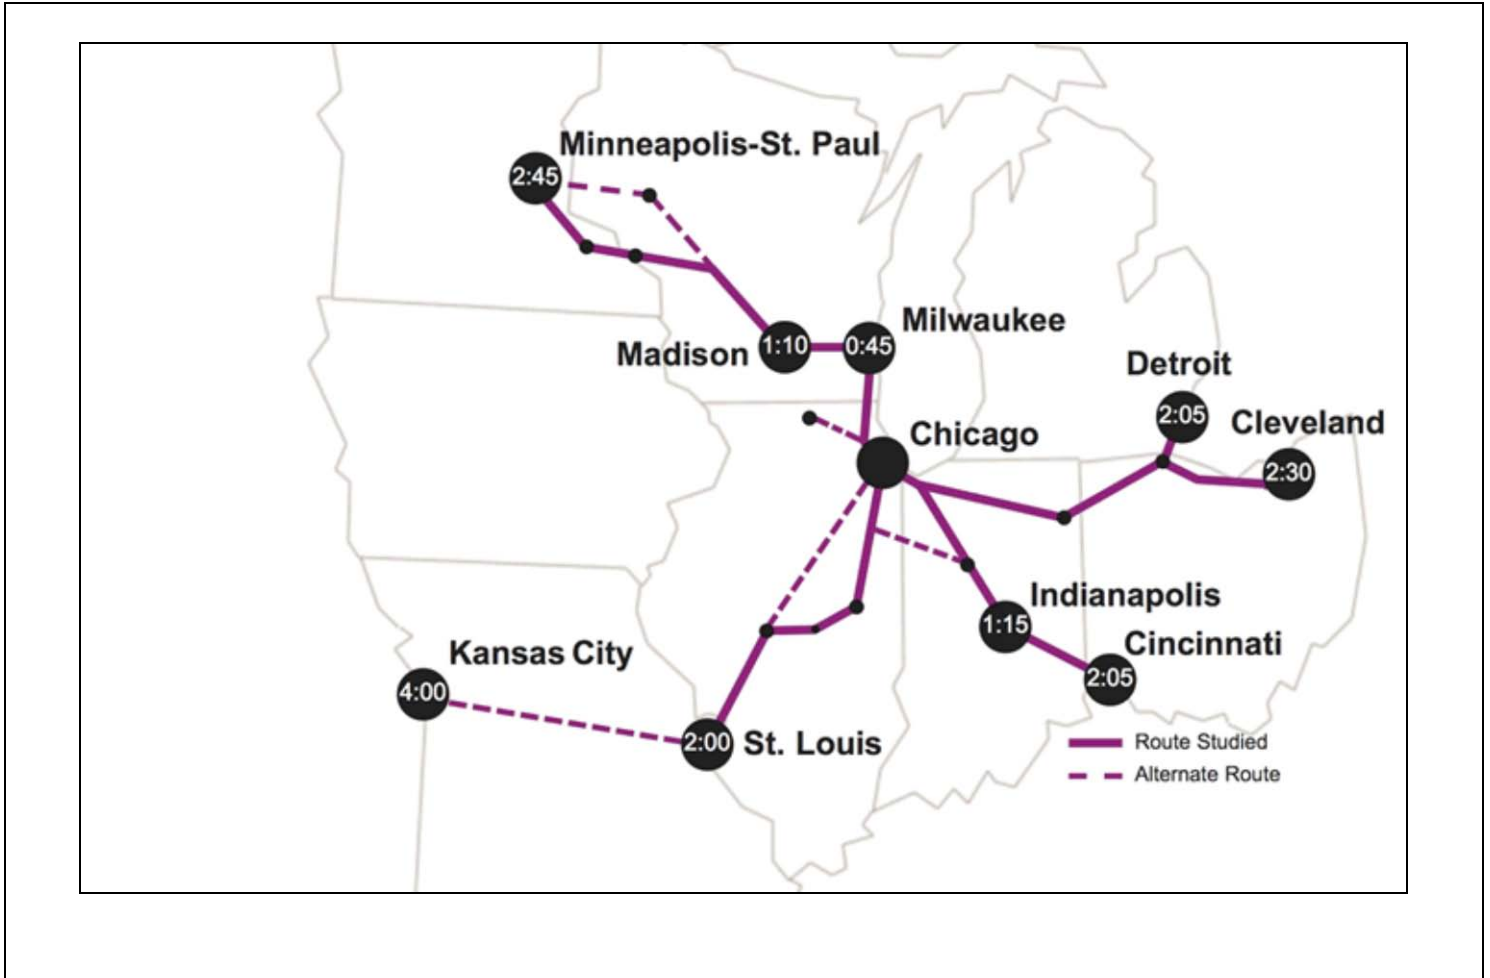 Minneapolis-St. Paul
2:45
Milwaukee
Madison
1:10
0:45
Detroit
2:05
Cleveland
2:30
Chicago
Indianapolis
1:15
Cincinnati
2:05
Kansas City
4:00
2:00
St. Louis
Route Studied
Alternate Route